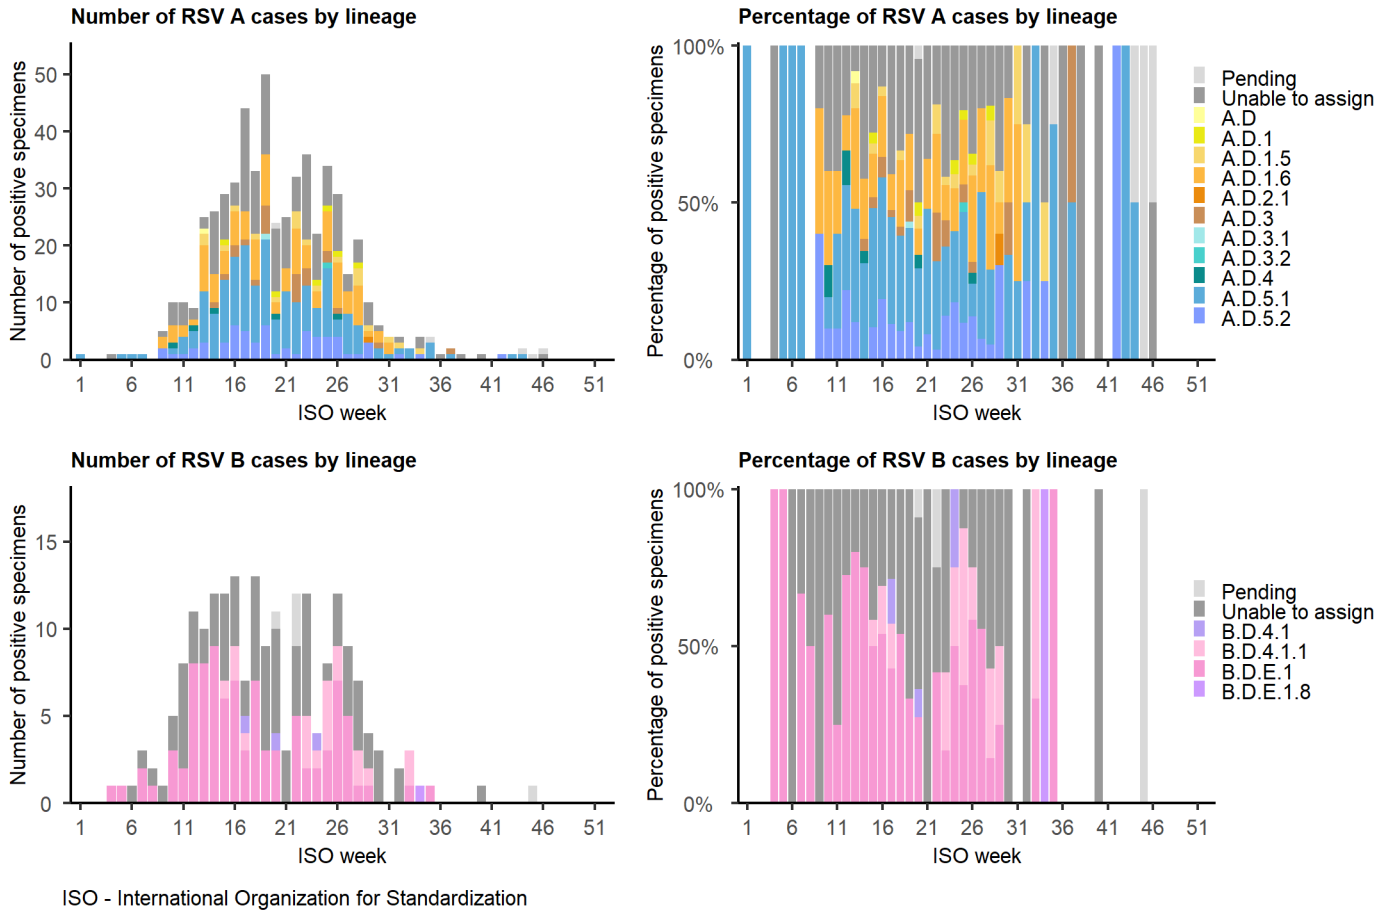 Number of RSV A cases by lineage
Number of positive specimens
50
40
30
20
10
0
1 6 11 16 21 26 31 36 41 46 51
ISO week
Percentage of RSV A cases by lineage
Percentage of positive specimens
100%
50%
0%
1 6 11 16 21 26 31 36 41 46 51
ISO week
Pending
Unable to assign
A.D
A.D.1
A.D.1.5
A.D.1.6
A.D.2.1
A.D.3
A.D.3.1
A.D.3.2
A.D.4
A.D.5.1
A.D.5.2
Number of RSV B cases by lineage
Number of positive specimens
15
10
5
0
1 6 11 16 21 26 31 36 41 46 51
ISO week
Percentage of RSV B cases by lineage
Percentage of positive specimens
100%
50%
0%
1 6 11 16 21 26 31 36 41 46 51
ISO week
Pending
Unable to assign
B.D.4.1
B.D.4.1.1
B.D.E.1
B.D.E.1.8
ISO - International Organization for Standardization